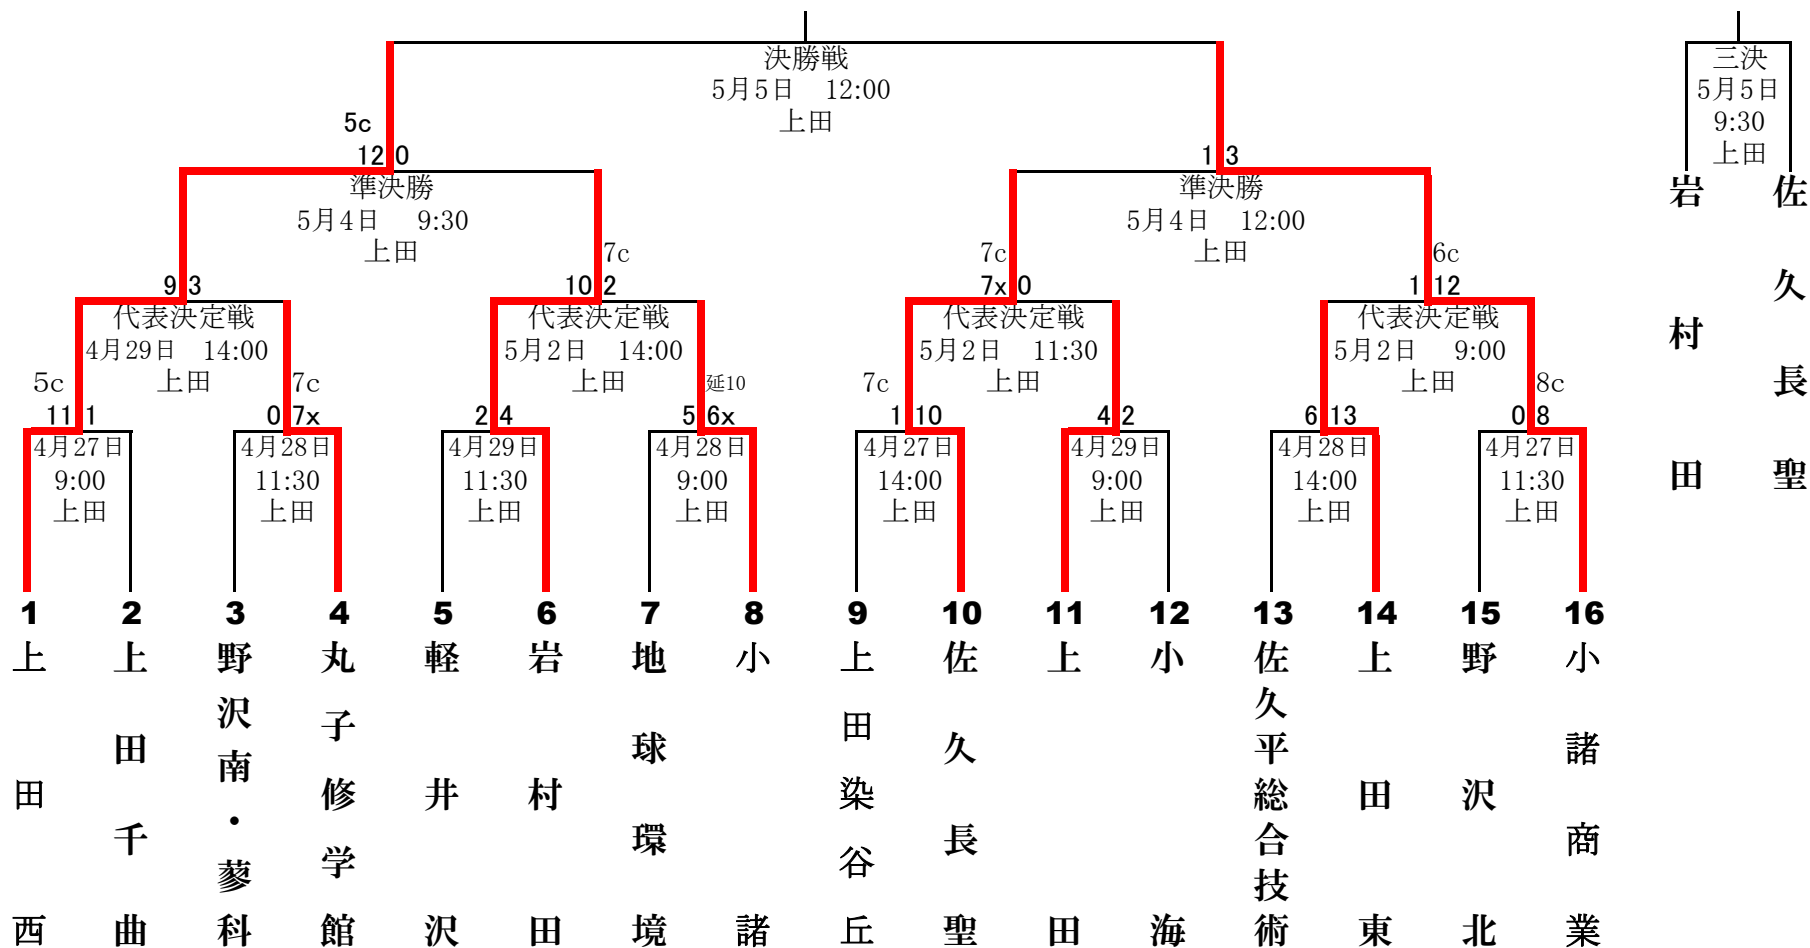 決勝戦
5月5日 12:00
上田
三決
5月5日
9:30
上田
岩村田
佐久長聖
5c
12 0
準決勝
5月4日 9:30
上田
1 3
準決勝
5月4日 12:00
上田
9 3
代表決定戦
4月29日 14:00
上田
7c
10 2
代表決定戦
5月2日 14:00
上田
7c
7x 0
代表決定戦
5月2日 11:30
上田
6c
1 12
代表決定戦
5月2日 9:00
上田
5c
11 1
4月27日
9:00
上田
7c
0 7x
4月28日
11:30
上田
2 4
4月29日
11:30
上田
延10
5 6x
4月28日
9:00
上田
7c
1 10
4月27日
14:00
上田
4 2
4月29日
9:00
上田
6 13
4月28日
14:00
上田
8c
0 8
4月27日
11:30
上田
1 上田西
2 上田千曲
3 野沢南・蓼科
4 丸子修学館
5 軽井沢
6 岩村田
7 地球環境
8 小諸
9 上田染谷丘
10 佐久長聖
11 上田
12 小海
13 佐久平総合技術
14 上田東
15 野沢北
16 小諸商業